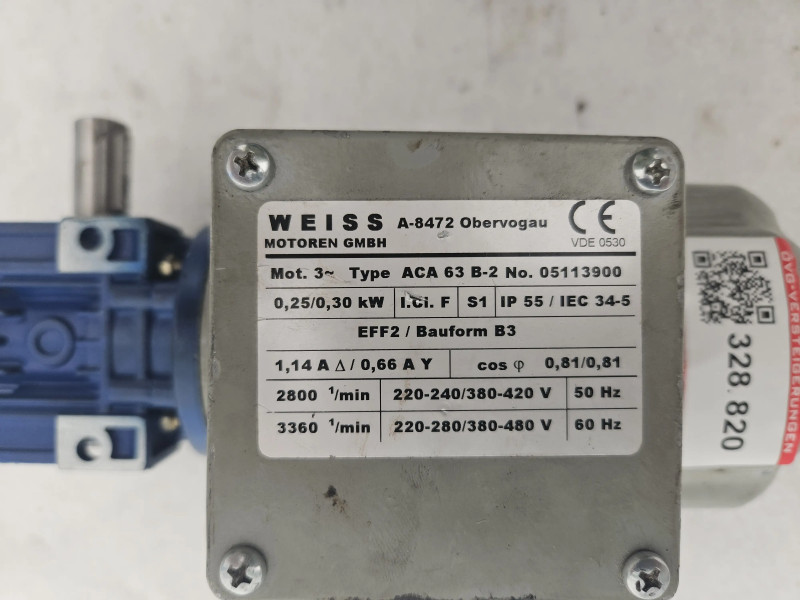 WEISS A-8472 Obervogau CE
MOTOREN GMBH VDE 0530
Mot. 3~ Type ACA 63 B-2 No. 05113900
0,25/0,30 kW I.Cl. F S1 IP 55 / IEC 34-5
EFF2 / Bauform B3
1,14 A Δ / 0,66 A Y cos φ 0,81/0,81
2800 1/min 220-240/380-420 V 50 Hz
3360 1/min 220-280/380-480 V 60 Hz
328.820
DVG-VERSTEIGERUNGEN